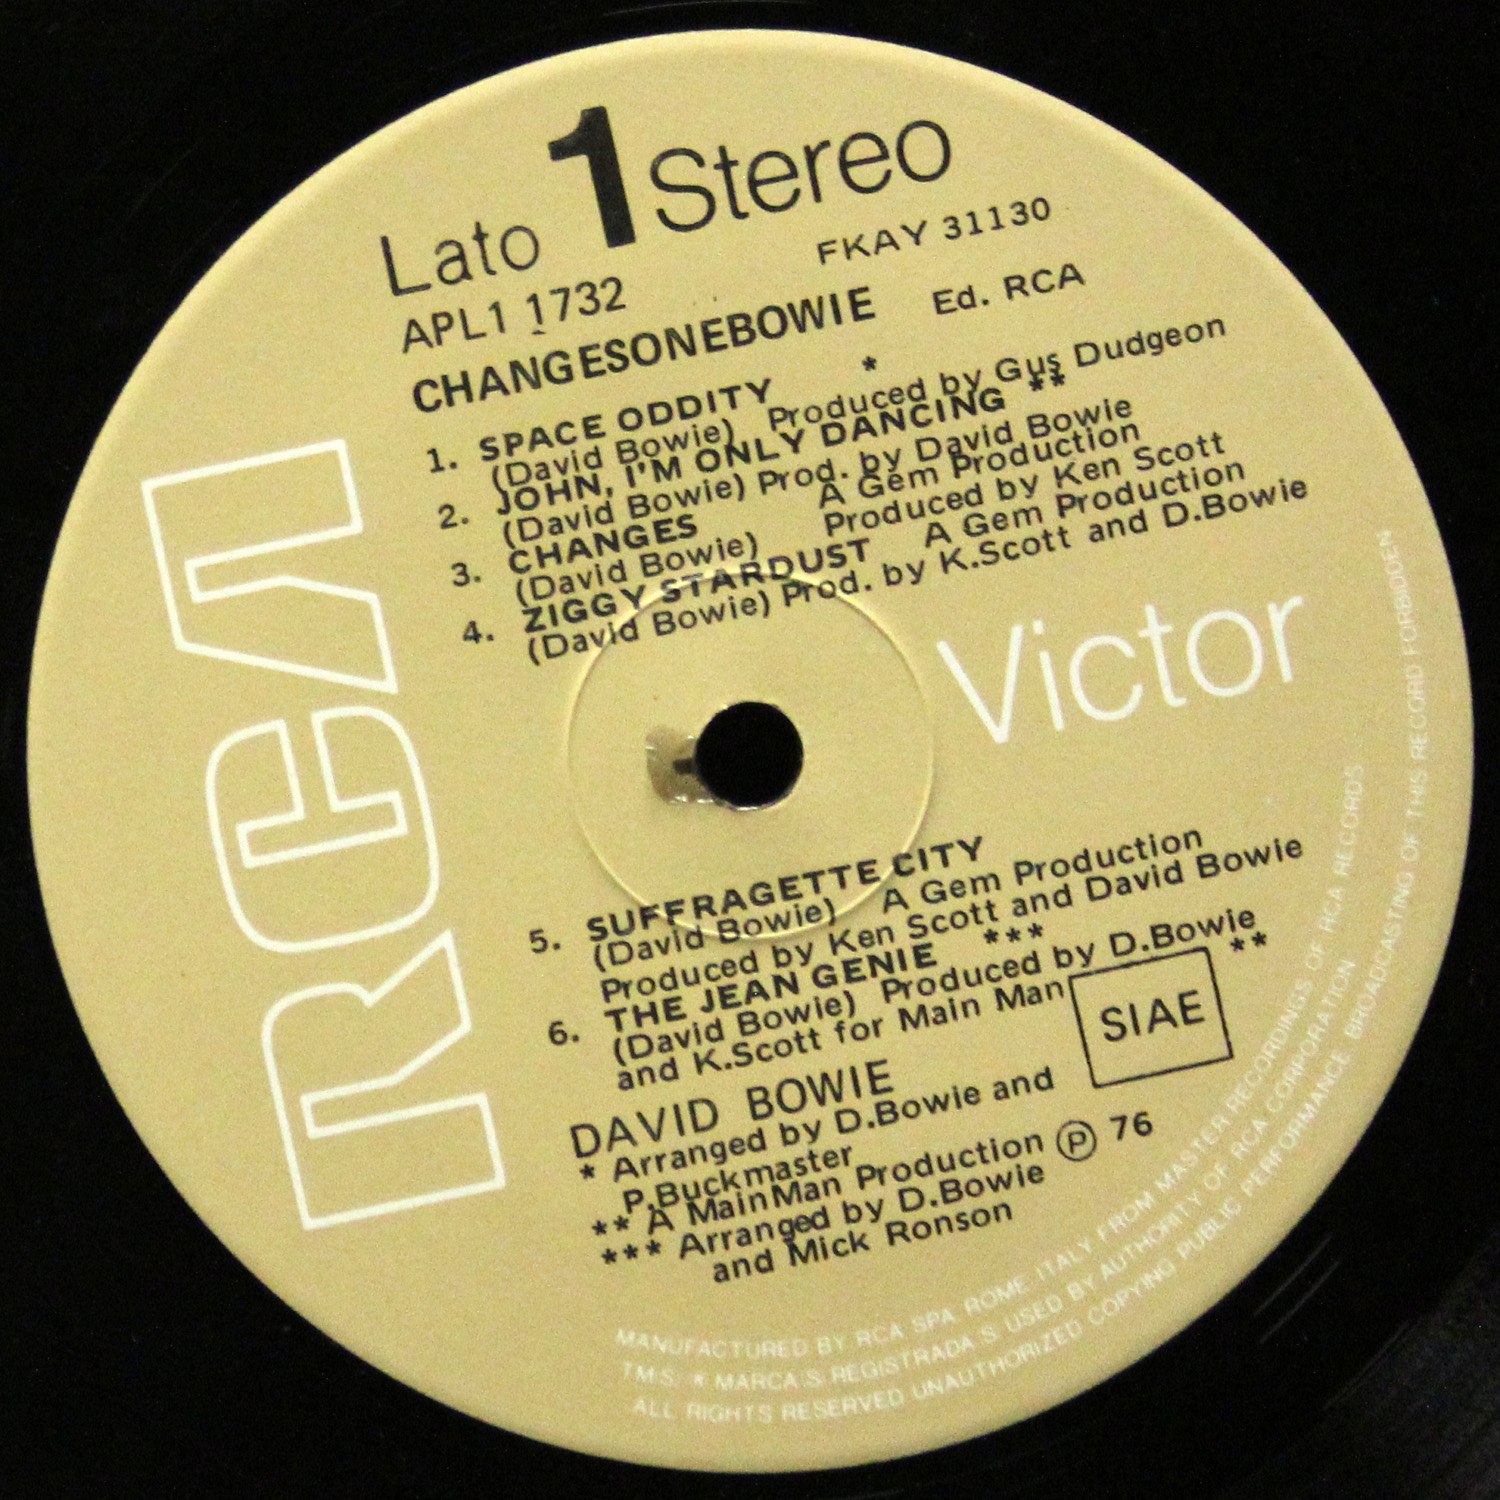 Lato 1 Stereo
APL1 1732 FKAY 31130
CHANGESONEBOWIE Ed. RCA
1. SPACE ODDITY *
(David Bowie) Produced by Gus Dudgeon
2. JOHN, I'M ONLY DANCING **
(David Bowie) Prod. by David Bowie
A Gem Production
3. CHANGES
(David Bowie) Produced by Ken Scott
A Gem Production
4. ZIGGY STARDUST
(David Bowie) Prod. by K.Scott and D.Bowie
RCA
Victor
5. SUFFRAGETTE CITY
(David Bowie) A Gem Production
Produced by Ken Scott and David Bowie
6. THE JEAN GENIE ***
(David Bowie) Produced by D.Bowie
and K.Scott for Main Man **
SIAE
DAVID BOWIE
* Arranged by D.Bowie and
P.Buckmaster
** A MainMan Production ℗ 76
*** Arranged by D.Bowie
and Mick Ronson
MANUFACTURED BY RCA SPA ROME ITALY FROM MASTER RECORDINGS OF RCA RECORDS
TM.S. ® MARCA.S REGISTRADA.S USED BY AUTHORITY OF RCA CORPORATION
ALL RIGHTS RESERVED UNAUTHORIZED COPYING PUBLIC PERFORMANCE BROADCASTING OF THIS RECORD FORBIDDEN